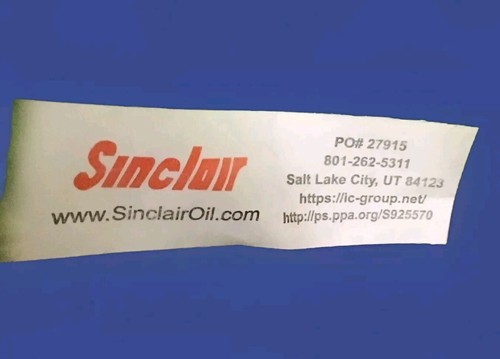 Sinclair
www.SinclairOil.com
PO# 27915
801-262-5311
Salt Lake City, UT 84123
https://ic-group.net/
http://ps.ppa.org/S925570